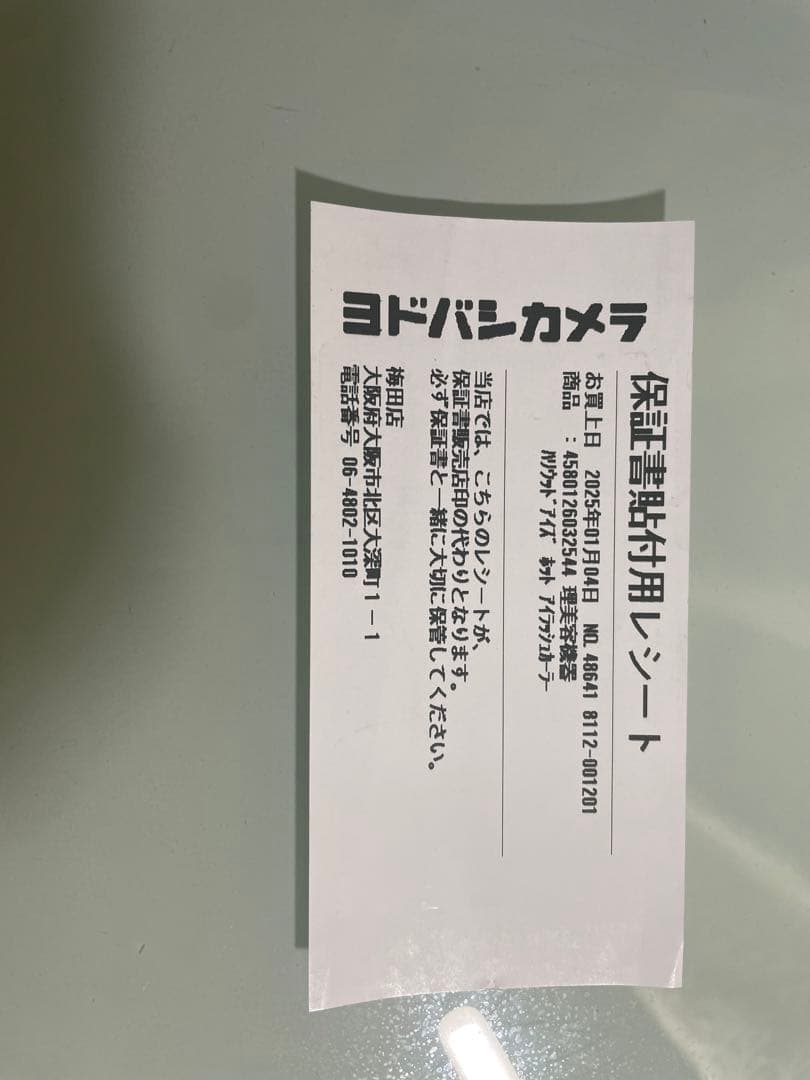 ヨドバシカメラ
保証書貼付用レシート
お買上日 2025年01月04日 NO.48641 8112-001201
商品 :4580126032544 理美容機器
ﾊﾘｳｯﾄﾞｱｲｽﾞ ﾎｯﾄ ｱｲﾗｯｼｭｶｰﾗｰ
当店では、こちらのレシートが、
保証書販売店印の代わりとなります。
必ず保証書と一緒に大切に保管してください。
梅田店
大阪府大阪市北区大深町１－１
電話番号 06-4802-1010